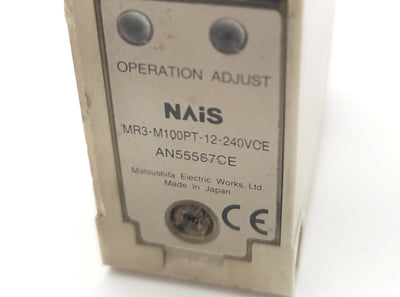 OPERATION ADJUST
NAiS
MR3-M100PT-12-240VCE
AN55567CE
Matsushita Electric Works, Ltd.
Made In Japan
CE